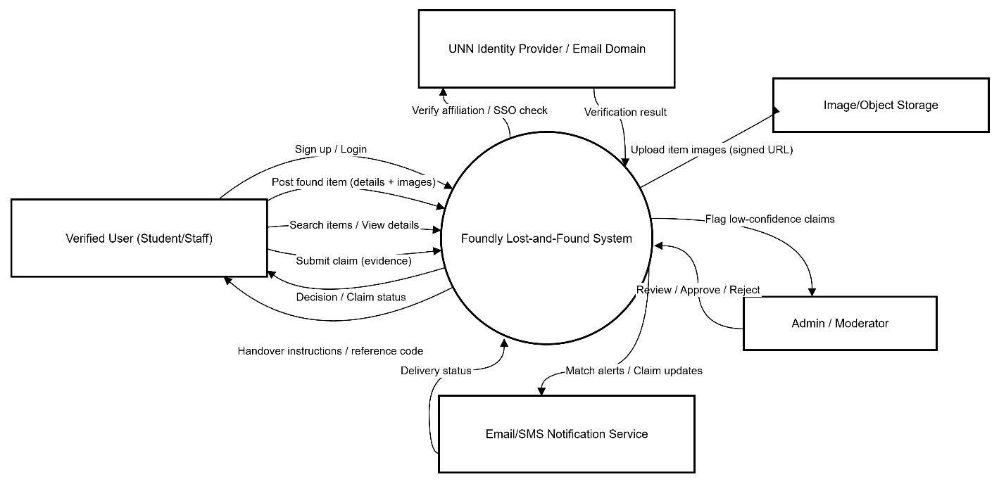 UNN Identity Provider / Email Domain
Image/Object Storage
Verify affiliation / SSO check
Verification result
Sign up / Login
Upload item images (signed URL)
Post found item (details + images)
Flag low-confidence claims
Search items / View details
Verified User (Student/Staff)
Foundly Lost-and-Found System
Submit claim (evidence)
Review / Approve / Reject
Decision / Claim status
Admin / Moderator
Handover instructions / reference code
Delivery status
Match alerts / Claim updates
Email/SMS Notification Service